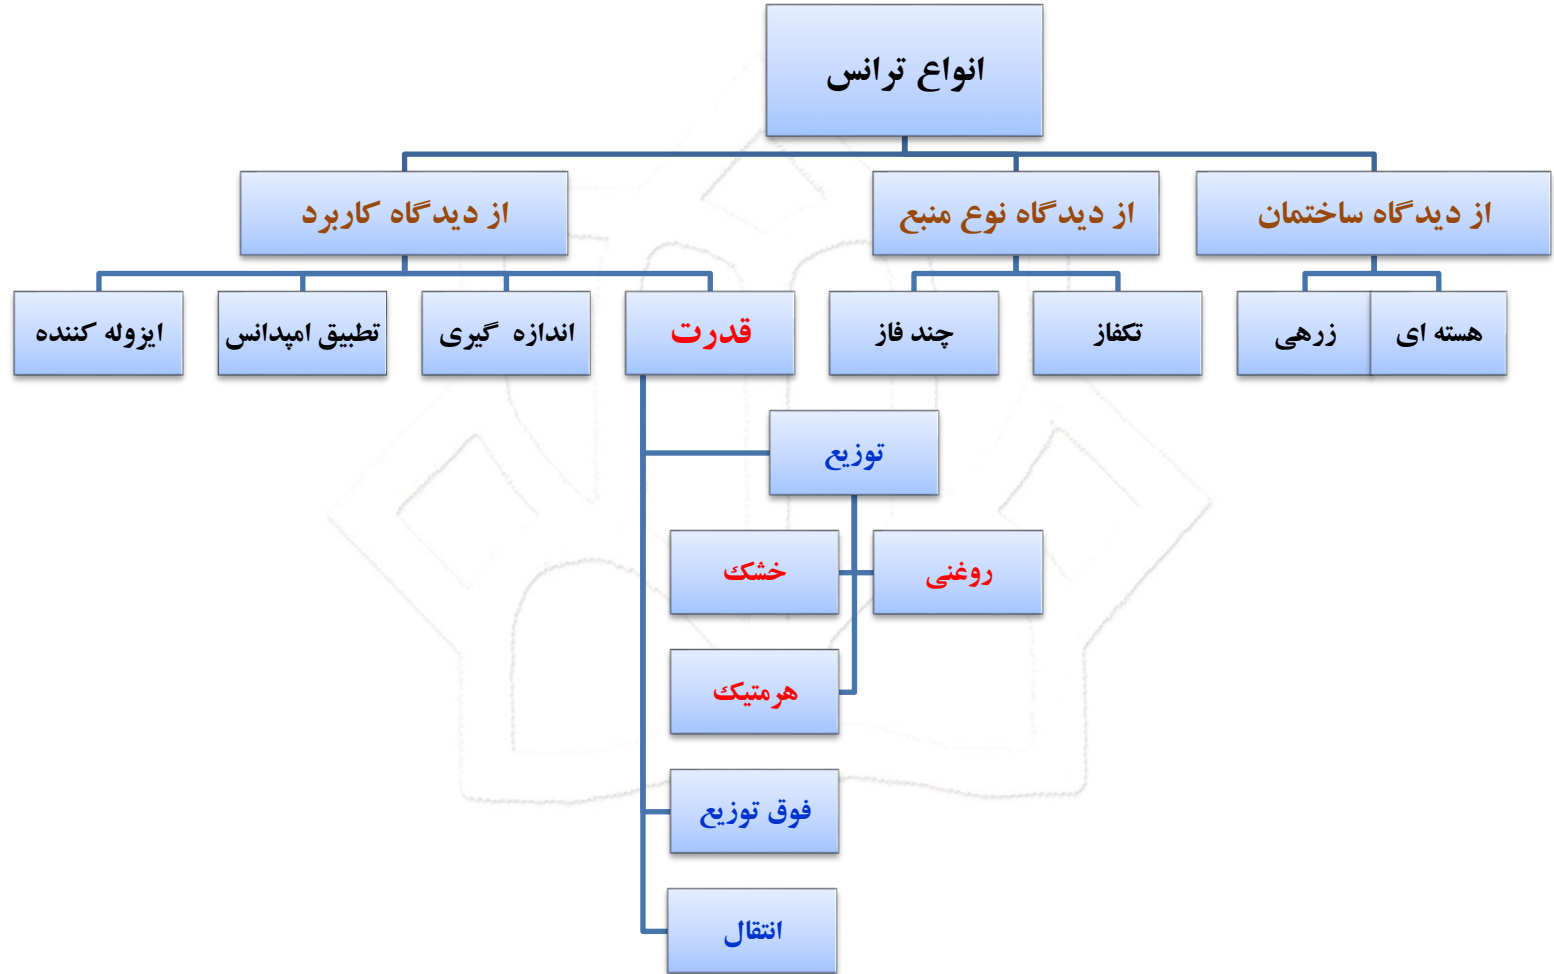 انواع ترانس
از دیدگاه ساختمان
از دیدگاه نوع منبع
از دیدگاه کاربرد
هسته ای
زرهی
تکفاز
چند فاز
قدرت
اندازه گیری
تطبیق امپدانس
ایزوله کننده
توزیع
روغنی
خشک
هرمتیک
فوق توزیع
انتقال